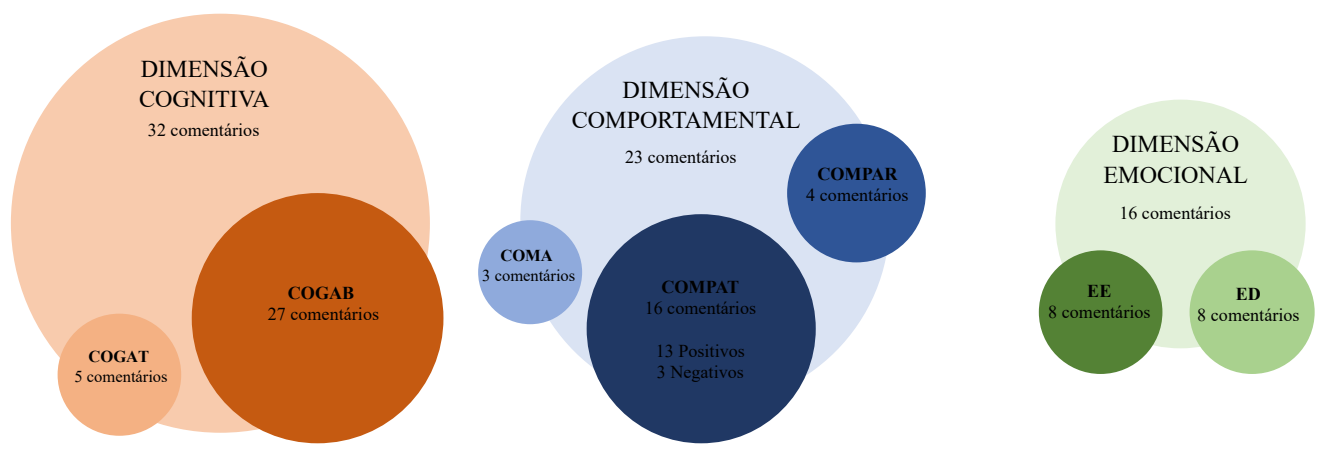 DIMENSÃO
COGNITIVA
32 comentários
COGAB
27 comentários
COGAT
5 comentários
DIMENSÃO
COMPORTAMENTAL
23 comentários
COMPAR
4 comentários
COMA
3 comentários
COMPAT
16 comentários
13 Positivos
3 Negativos
DIMENSÃO
EMOCIONAL
16 comentários
EE
8 comentários
ED
8 comentários